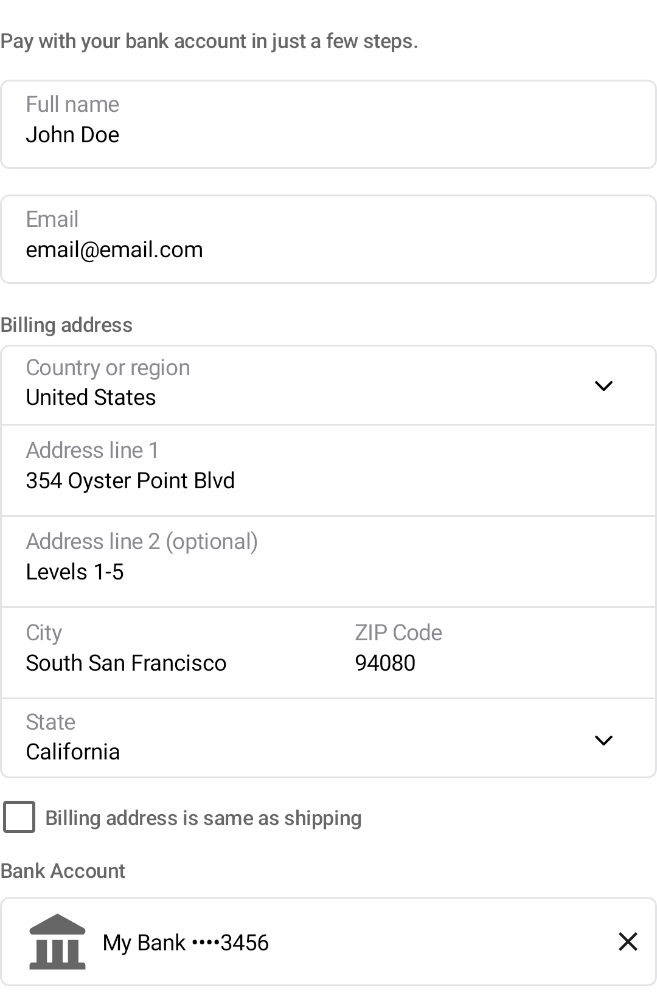 Pay with your bank account in just a few steps.
Full name
John Doe
Email
email@email.com
Billing address
Country or region
United States
Address line 1
354 Oyster Point Blvd
Address line 2 (optional)
Levels 1-5
City ZIP Code
South San Francisco 94080
State
California
Billing address is same as shipping
Bank Account
My Bank ••••3456